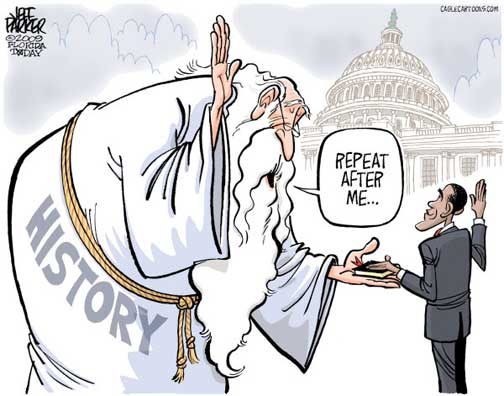 JEFF
PARKER
©2009
FLORIDA
TODAY
CAGLECARTOONS.COM
REPEAT
AFTER
ME...
HISTORY